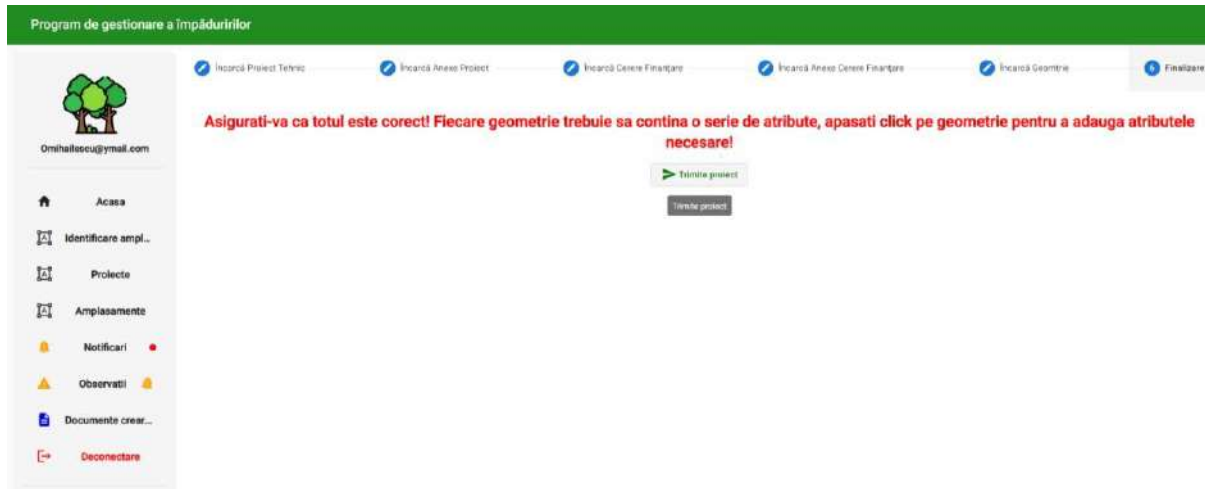 Program de gestionare a împăduririlor
Încarcă Proiect Tehnic
Încarcă Anexe Proiect
Încarcă Cerere Finanțare
Încarcă Anexe Cerere Finanțare
Încarcă Geomtrie
6 Finalizare
Asigurati-va ca totul este corect! Fiecare geometrie trebuie sa contina o serie de atribute, apasati click pe geometrie pentru a adauga atributele
necesare!
Trimite proiect
Trimite proiect
Omihailescu@ymail.com
Acasa
Identificare ampl...
Proiecte
Amplasamente
Notificari
Observatii
Documente crear...
Deconectare